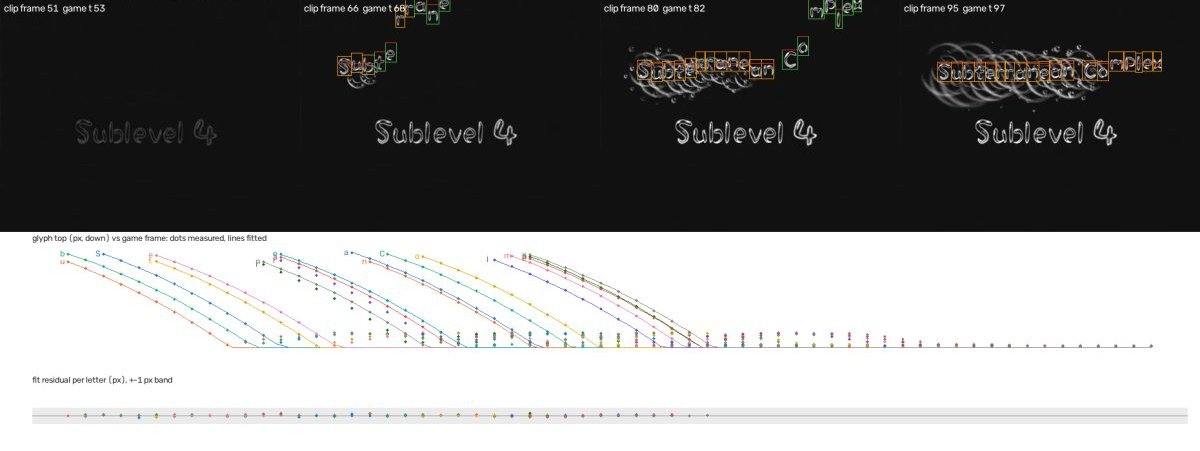 clip frame 51 game t 53
clip frame 66 game t 68
clip frame 80 game t 82
clip frame 95 game t 97
Subte
Subterranean Co
Subterranean Complex
Sublevel 4
Sublevel 4
Sublevel 4
Sublevel 4
glyph top (px, down) vs game frame: dots measured, lines fitted
b S e a C o l m
u t n
fit residual per letter (px), +-1 px band